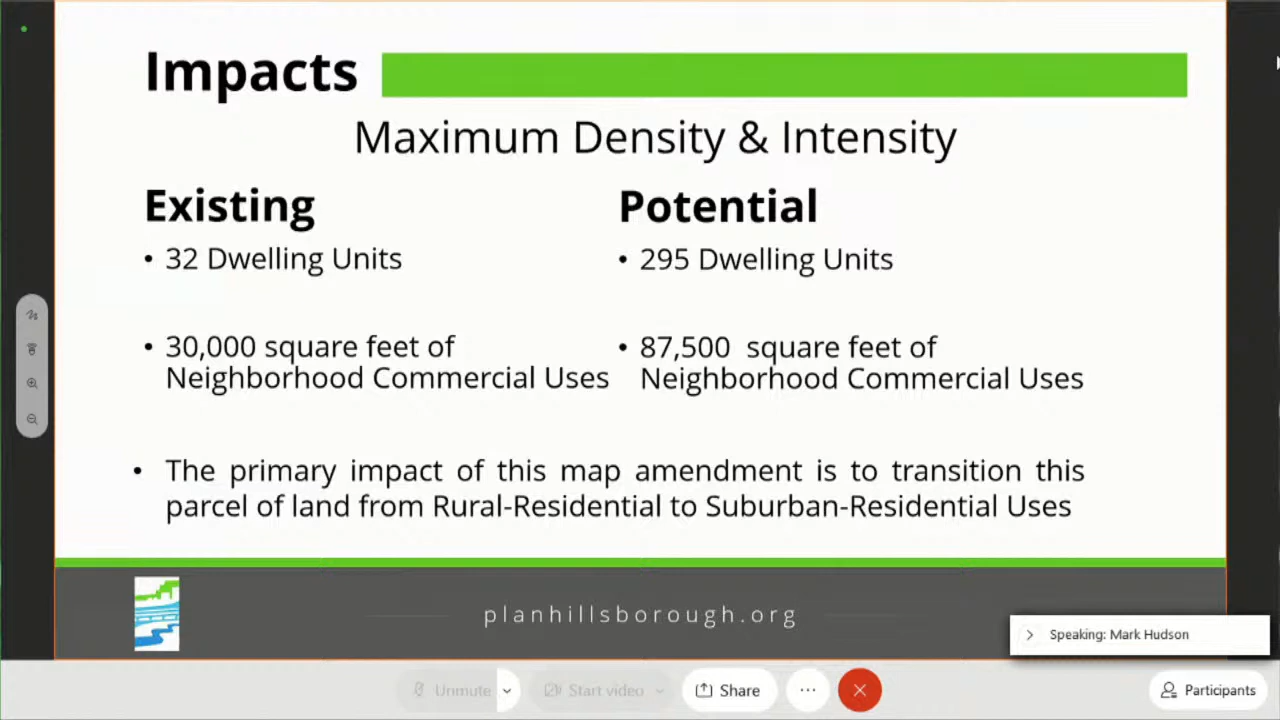 Impacts
Maximum Density & Intensity
Existing
• 32 Dwelling Units
• 30,000 square feet of
Neighborhood Commercial Uses
Potential
• 295 Dwelling Units
• 87,500 square feet of
Neighborhood Commercial Uses
• The primary impact of this map amendment is to transition this
parcel of land from Rural-Residential to Suburban-Residential Uses
planhillsborough.org
Speaking: Mark Hudson
Unmute
Start video
Share
Participants